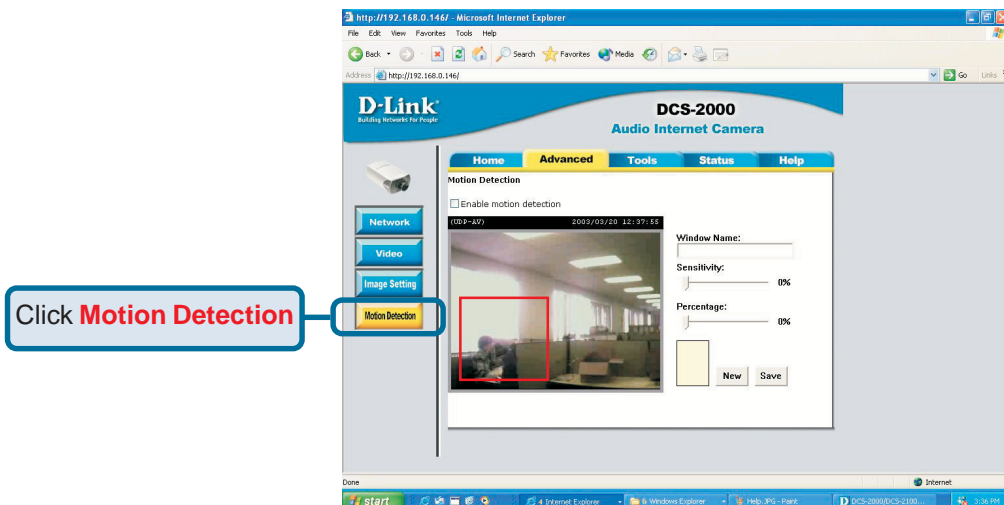 http://192.168.0.146/ - Microsoft Internet Explorer
File Edit View Favorites Tools Help
Back Search Favorites Media
Address http://192.168.0.146/ Go Links
D-Link
Building Networks For People
DCS-2000
Audio Internet Camera
Home Advanced Tools Status Help
Motion Detection
Enable motion detection
(UDP-AV) 2003/03/20 12:37:55
Network
Video
Image Setting
Motion Detection
Window Name:
Sensitivity:
0%
Percentage:
0%
New Save
Click Motion Detection
Done Internet
start 4 Internet Explorer 6 Windows Explorer Help.JPG - Paint DCS-2000/DCS-2100... 3:36 PM